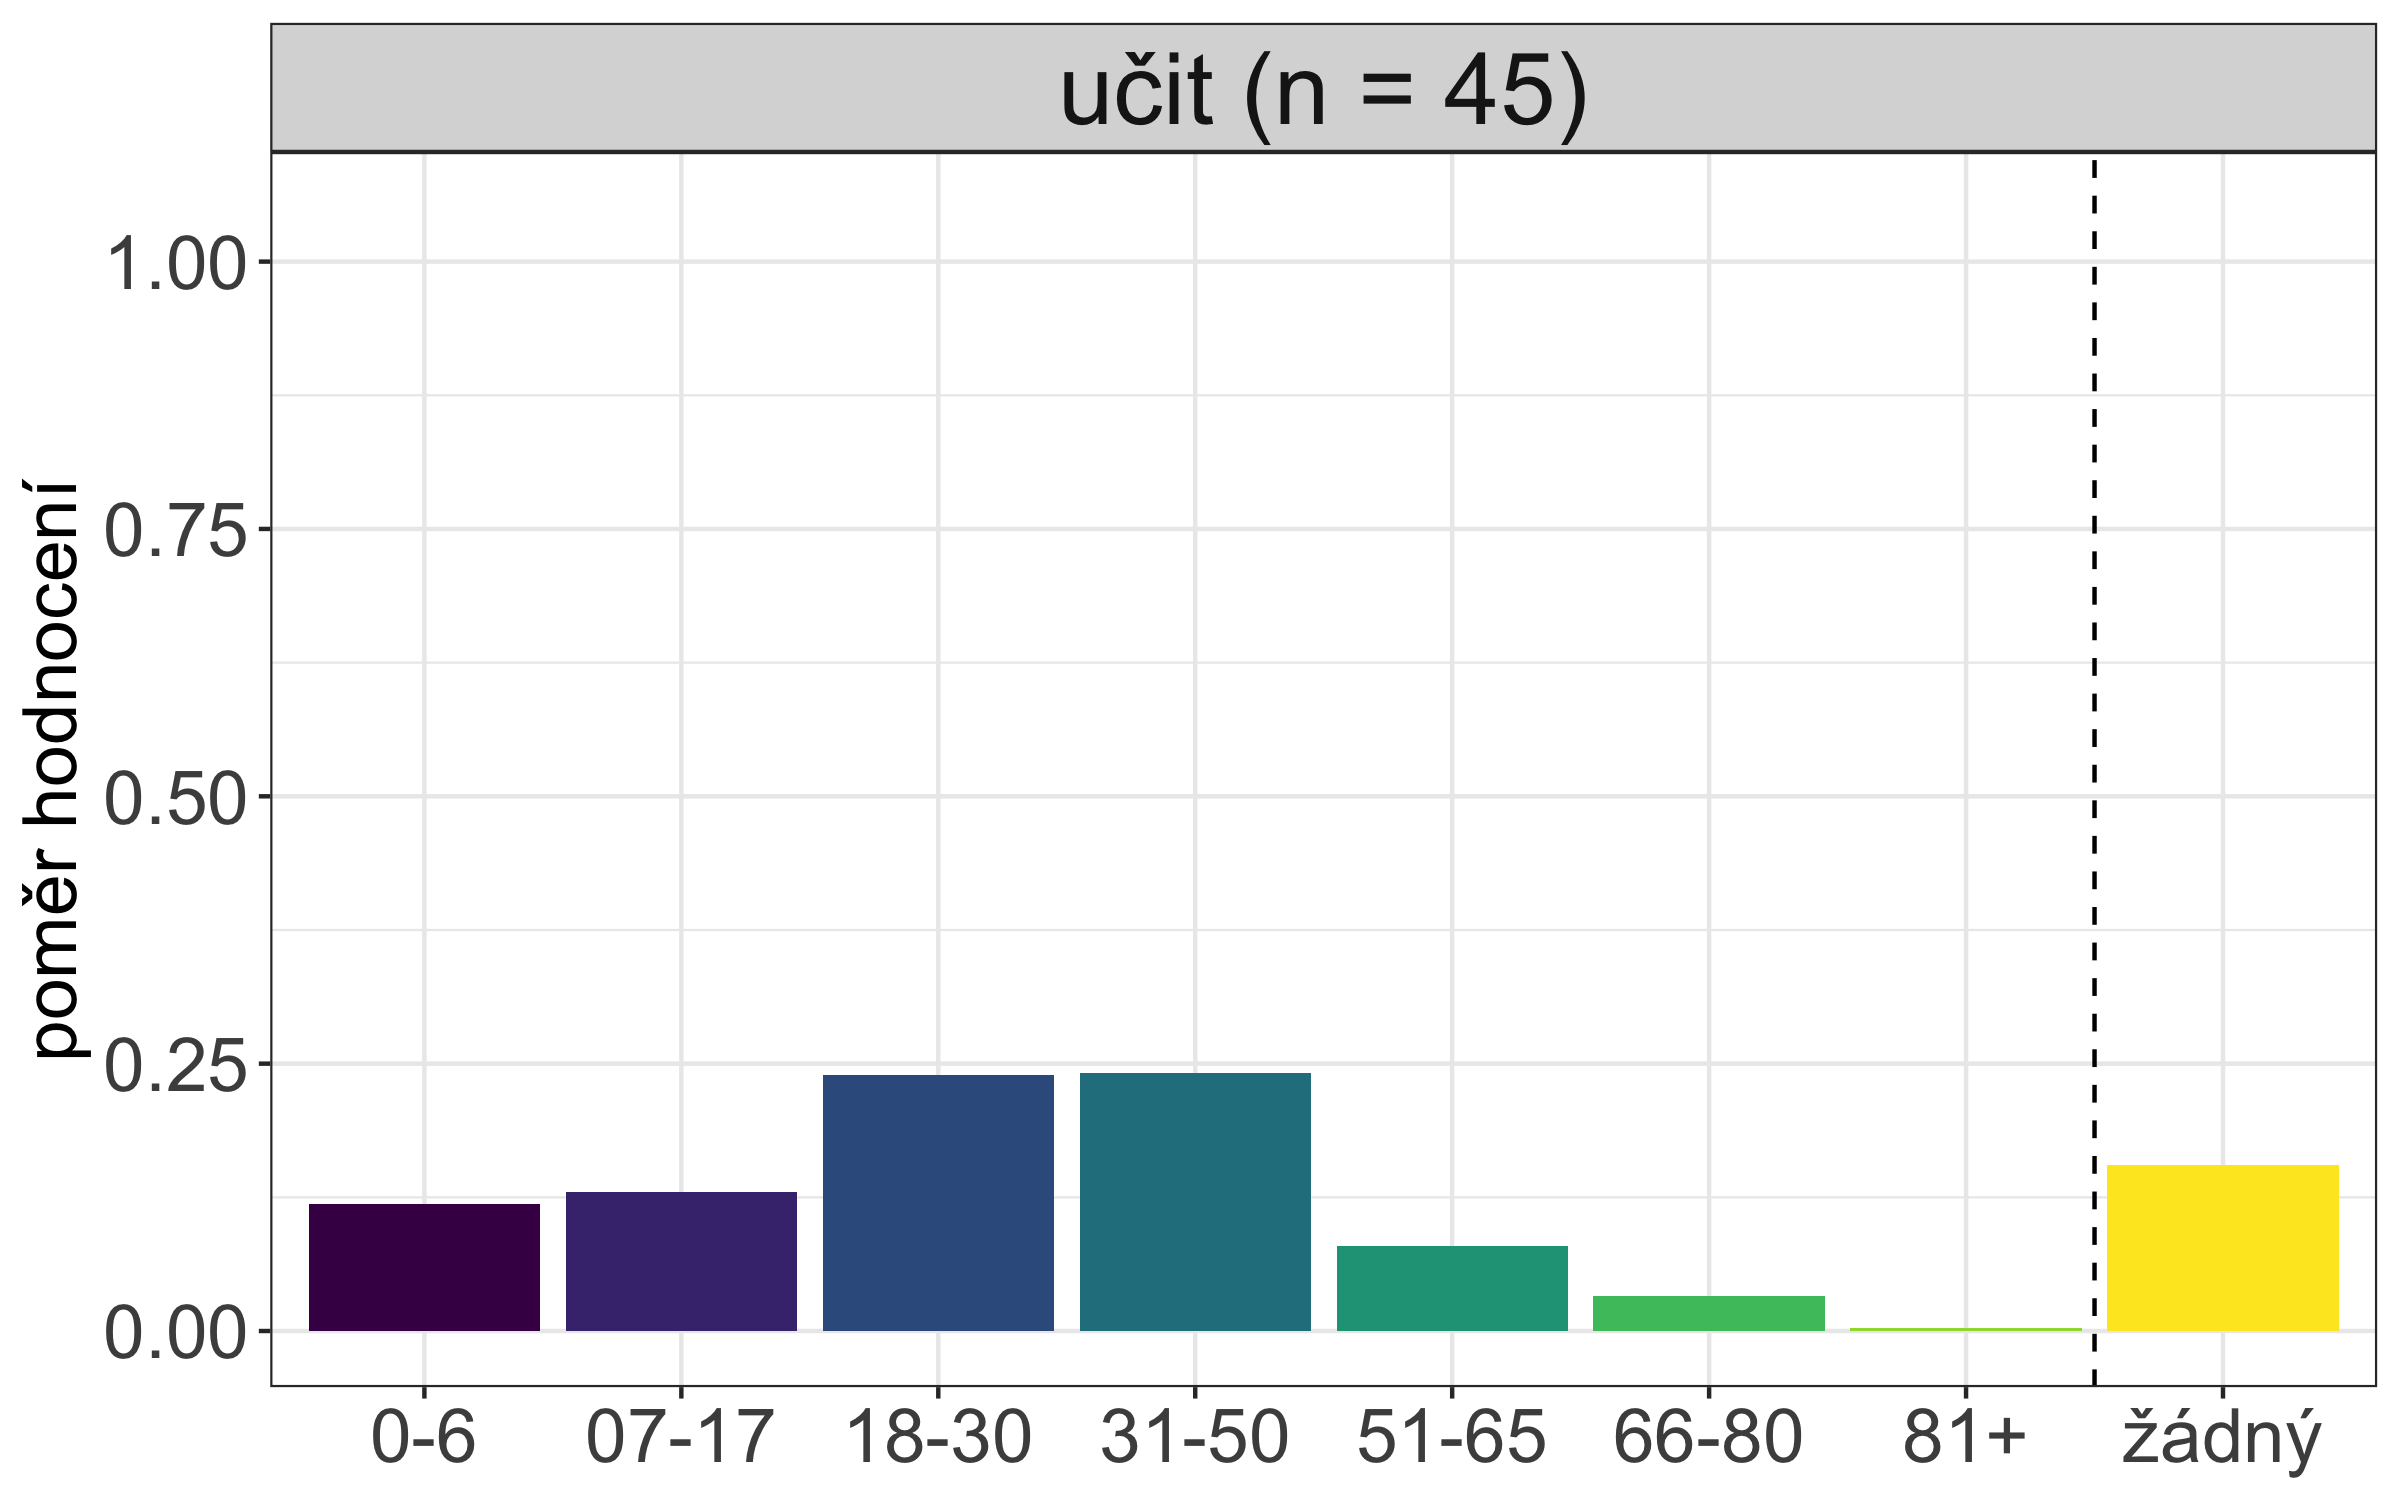 učit (n = 45)
poměr hodnocení
1.00
0.75
0.50
0.25
0.00
0-6 07-17 18-30 31-50 51-65 66-80 81+ žádný